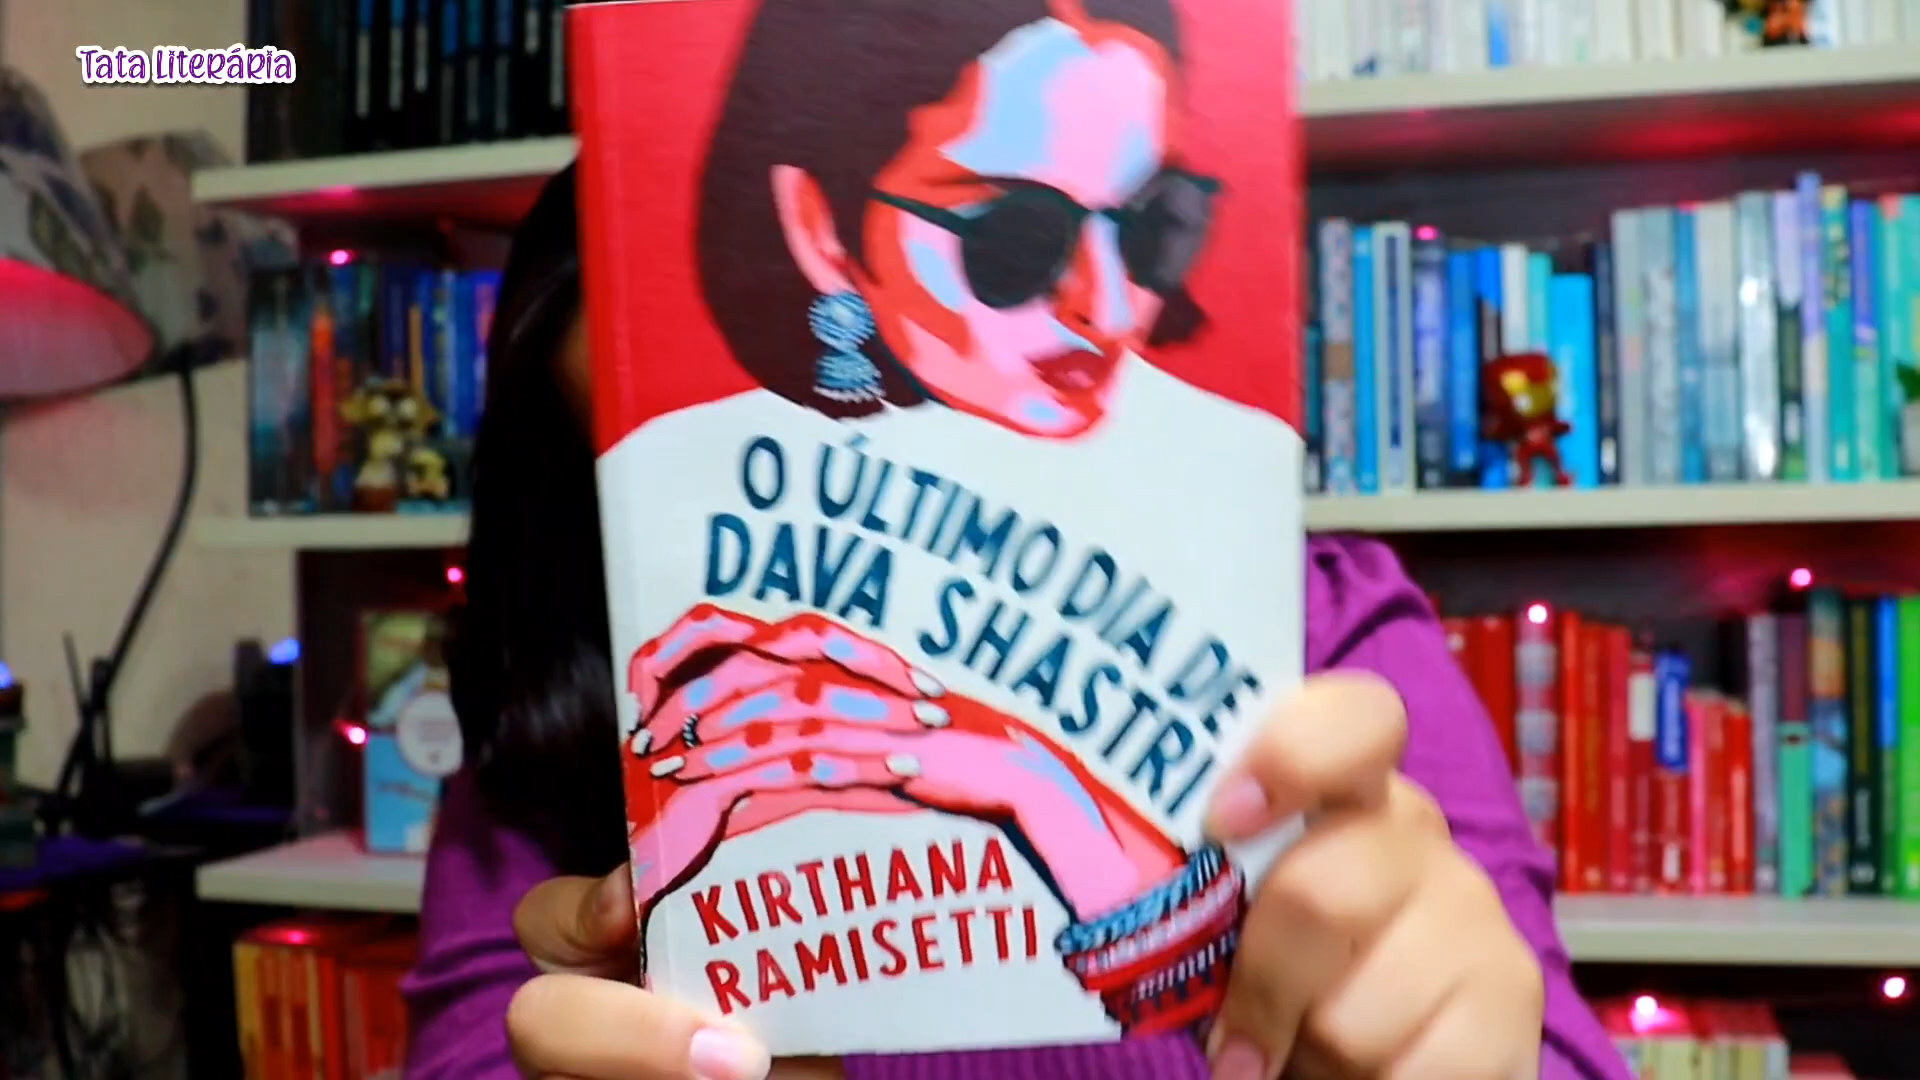 Tata Literária
O ÚLTIMO DIA DE
DAVA SHASTRI
KIRTHANA
RAMISETTI